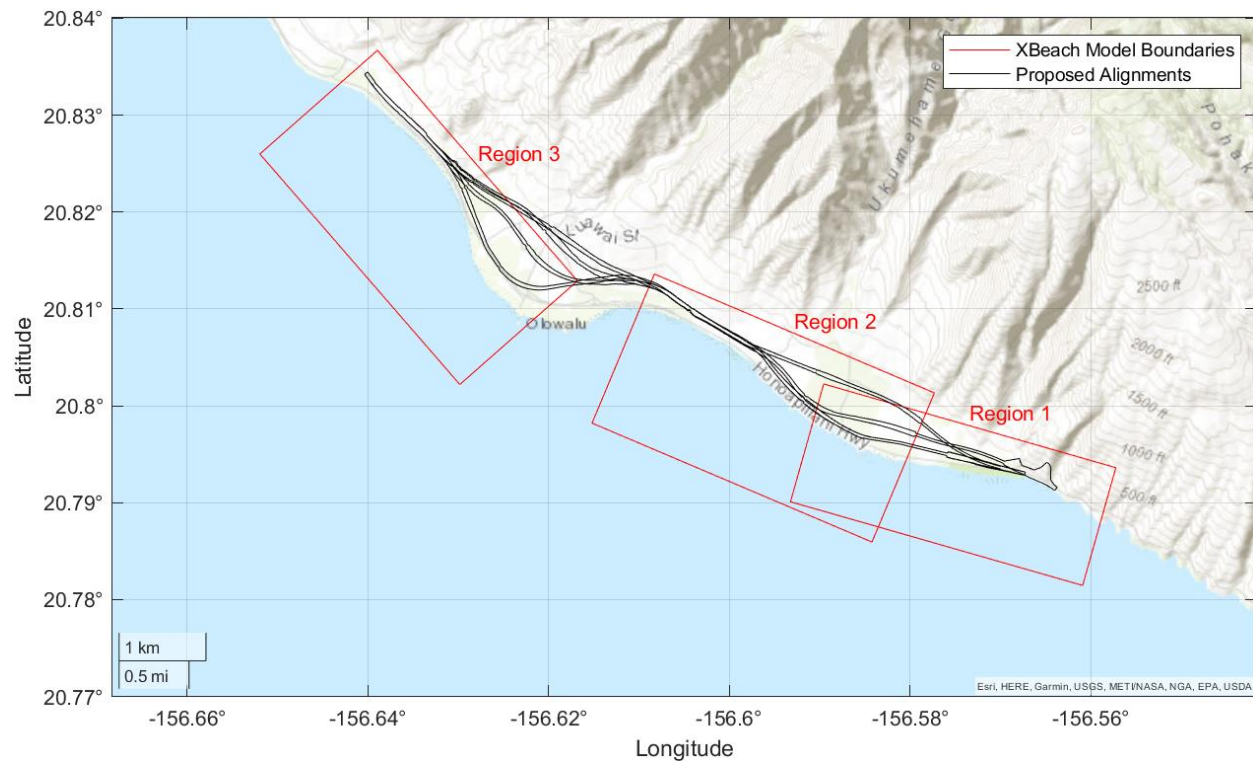 20.84°
20.83°
20.82°
20.81°
20.8°
20.79°
20.78°
20.77°
Latitude
XBeach Model Boundaries
Proposed Alignments
Region 3
Region 2
Region 1
Luawai St
Olowalu
Honoapiilani Hwy
Pohak
2500 ft
2000 ft
1500 ft
1000 ft
500 ft
1 km
0.5 mi
Esri, HERE, Garmin, USGS, METI/NASA, NGA, EPA, USDA
-156.66°
-156.64°
-156.62°
-156.6°
-156.58°
-156.56°
Longitude